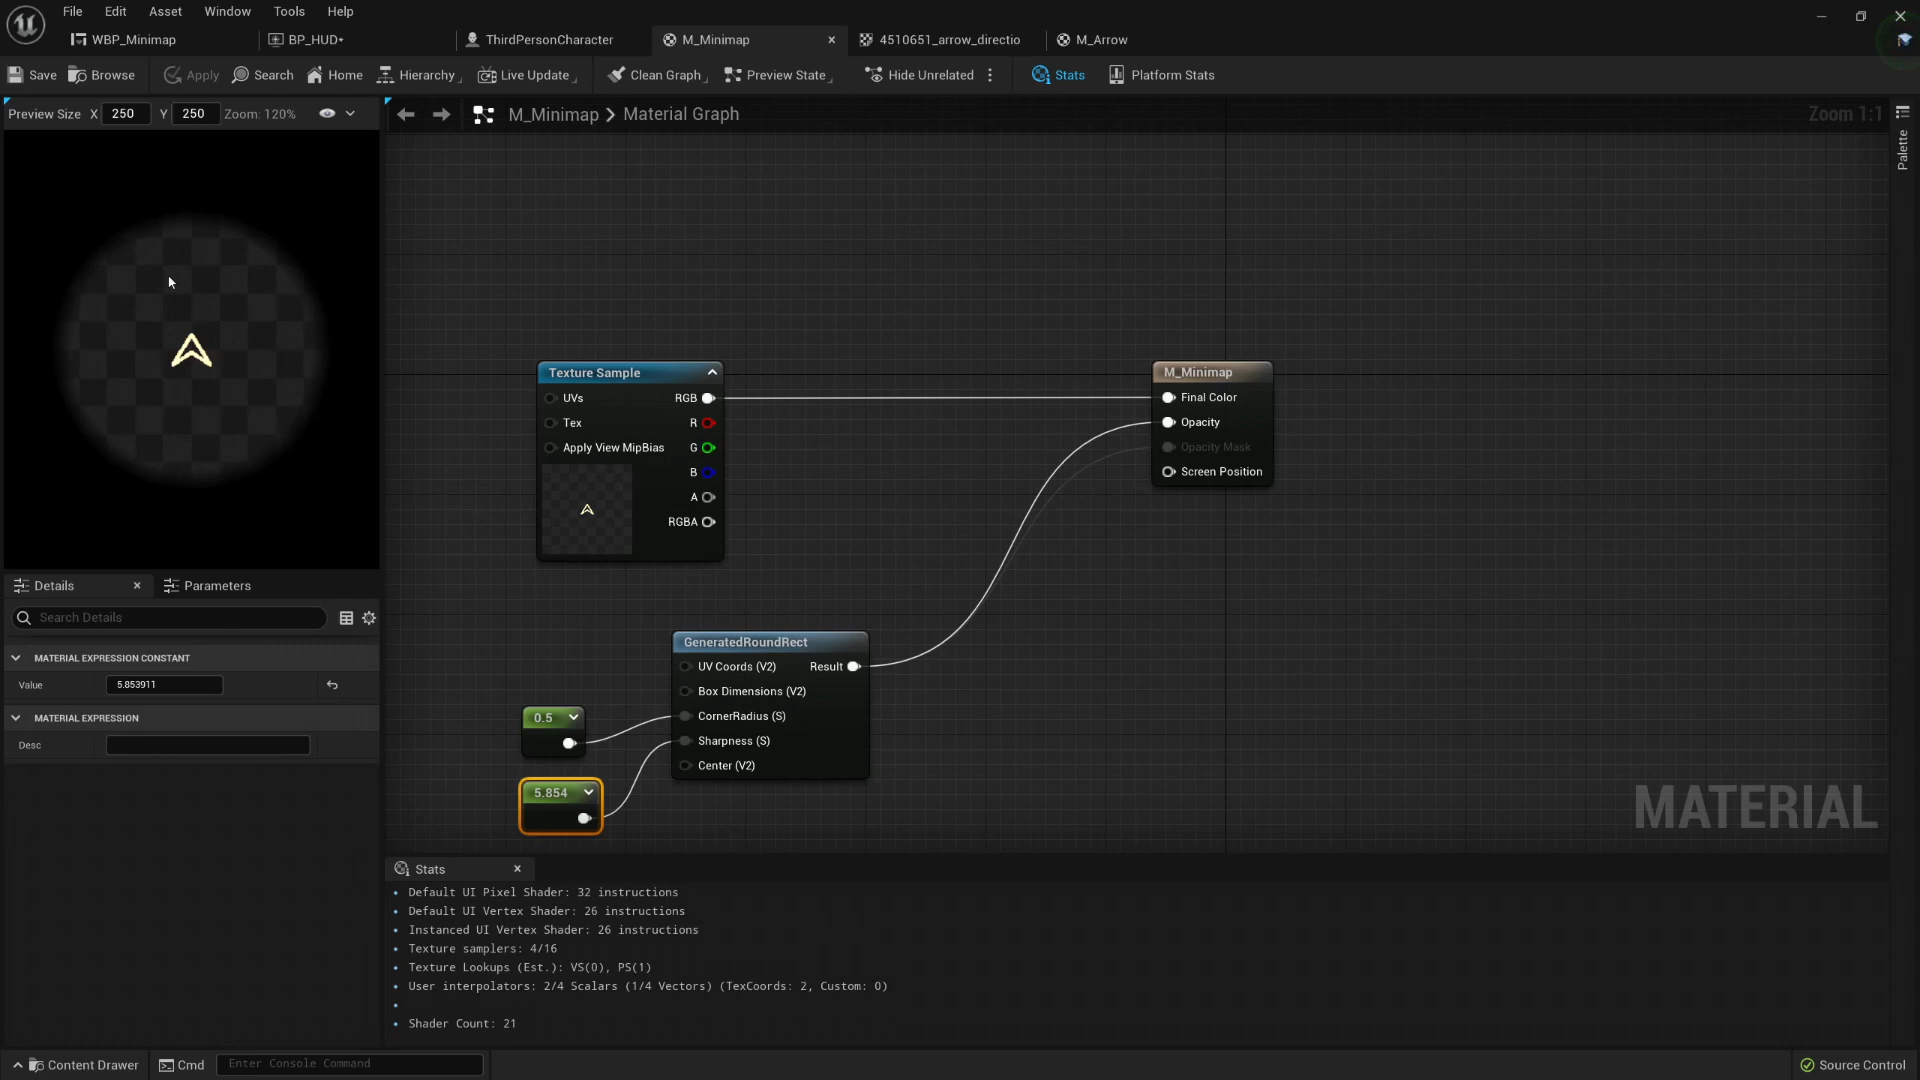 File Edit Asset Window Tools Help
WBP_Minimap BP_HUD• ThirdPersonCharacter M_Minimap × 4510651_arrow_directio M_Arrow
Save Browse Apply Search Home Hierarchy Live Update Clean Graph Preview State Hide Unrelated Stats Platform Stats
Preview Size X 250 Y 250 Zoom: 120%
M_Minimap > Material Graph
Zoom 1:1
Palette
Texture Sample
UVs RGB
Tex R
Apply View MipBias G
B
A
RGBA
M_Minimap
Final Color
Opacity
Opacity Mask
Screen Position
Details × Parameters
Search Details
MATERIAL EXPRESSION CONSTANT
Value 5.853911
MATERIAL EXPRESSION
Desc
GeneratedRoundRect
UV Coords (V2) Result
Box Dimensions (V2)
CornerRadius (S)
Sharpness (S)
Center (V2)
0.5
5.854
MATERIAL
Stats ×
• Default UI Pixel Shader: 32 instructions
• Default UI Vertex Shader: 26 instructions
• Instanced UI Vertex Shader: 26 instructions
• Texture samplers: 4/16
• Texture Lookups (Est.): VS(0), PS(1)
• User interpolators: 2/4 Scalars (1/4 Vectors) (TexCoords: 2, Custom: 0)
•
• Shader Count: 21
Content Drawer Cmd Enter Console Command Source Control